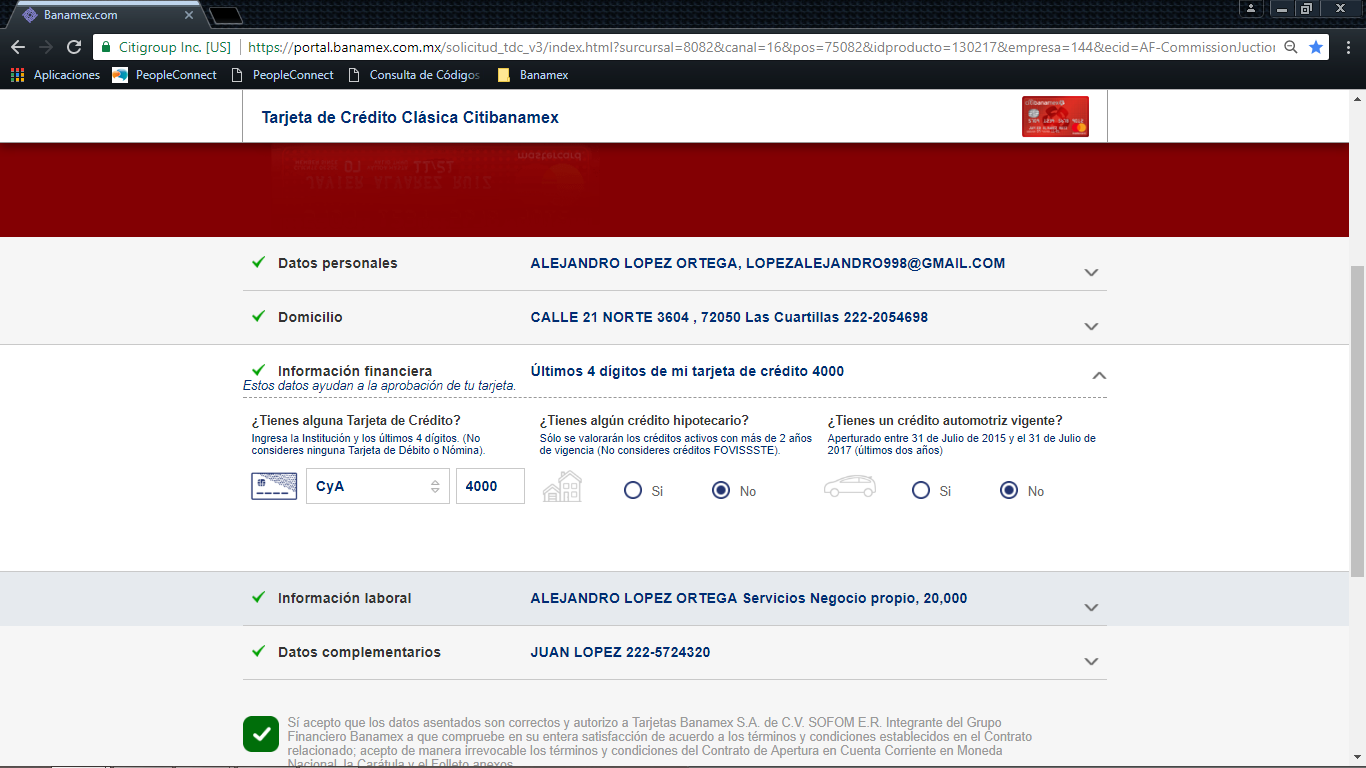 Banamex.com
Citigroup Inc. [US] https://portal.banamex.com.mx/solicitud_tdc_v3/index.html?surcursal=8082&canal=16&pos=75082&idproducto=130217&empresa=144&ecid=AF-CommissionJuction
Aplicaciones PeopleConnect PeopleConnect Consulta de Códigos Banamex
Tarjeta de Crédito Clásica Citibanamex
citibanamex
mastercard
11/21
JAVIER ALVAREZ RUIZ
Datos personales ALEJANDRO LOPEZ ORTEGA, LOPEZALEJANDRO998@GMAIL.COM
Domicilio CALLE 21 NORTE 3604 , 72050 Las Cuartillas 222-2054698
Información financiera Últimos 4 dígitos de mi tarjeta de crédito 4000
Estos datos ayudan a la aprobación de tu tarjeta.
¿Tienes alguna Tarjeta de Crédito? ¿Tienes algún crédito hipotecario? ¿Tienes un crédito automotriz vigente?
Ingresa la Institución y los últimos 4 dígitos. (No Sólo se valorarán los créditos activos con más de 2 años Aperturado entre 31 de Julio de 2015 y el 31 de Julio de
consideres ninguna Tarjeta de Débito o Nómina). de vigencia (No consideres créditos FOVISSSTE). 2017 (últimos dos años)
CyA 4000 Si No Si No
Información laboral ALEJANDRO LOPEZ ORTEGA Servicios Negocio propio, 20,000
Datos complementarios JUAN LOPEZ 222-5724320
Sí acepto que los datos asentados son correctos y autorizo a Tarjetas Banamex S.A. de C.V. SOFOM E.R. Integrante del Grupo
Financiero Banamex a que compruebe en su entera satisfacción de acuerdo a los términos y condiciones establecidos en el Contrato
relacionado; acepto de manera irrevocable los términos y condiciones del Contrato de Apertura en Cuenta Corriente en Moneda
Nacional, la Carátula y el Folleto anexos.